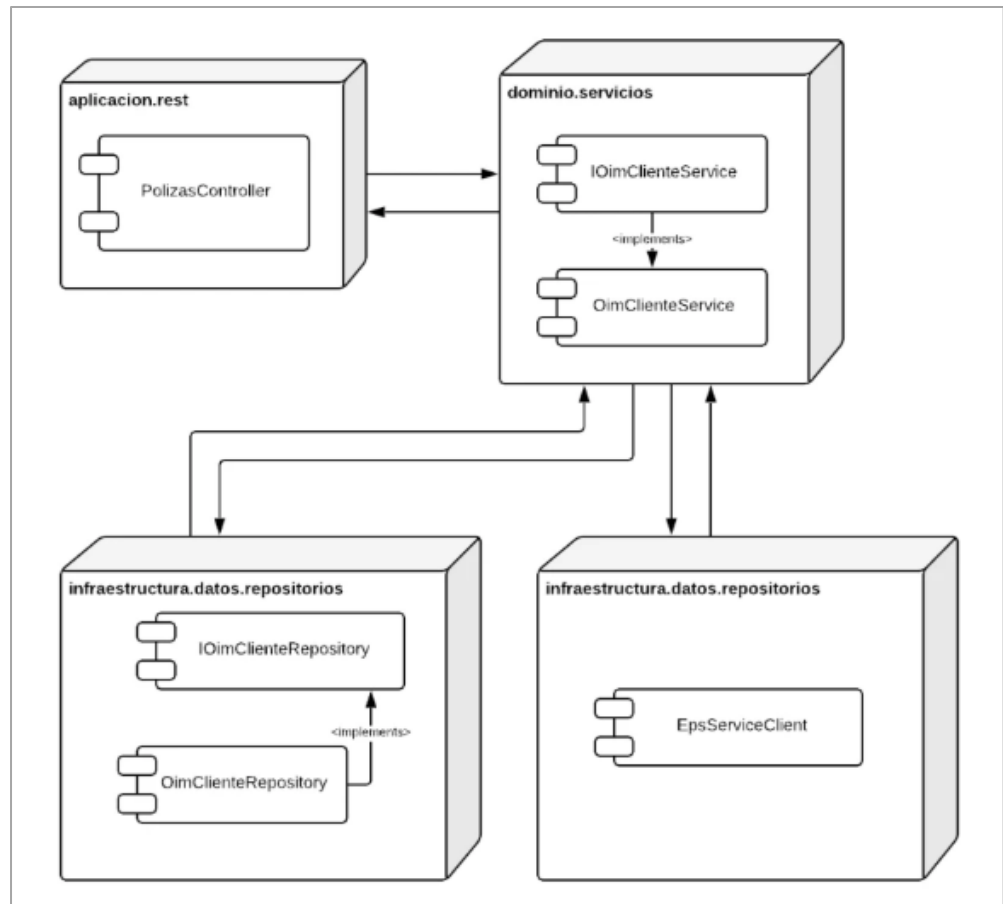 aplicacion.rest
PolizasController
dominio.servicios
IOimClienteService
<implements>
OimClienteService
infraestructura.datos.repositorios
IOimClienteRepository
<implements>
OimClienteRepository
infraestructura.datos.repositorios
EpsServiceClient